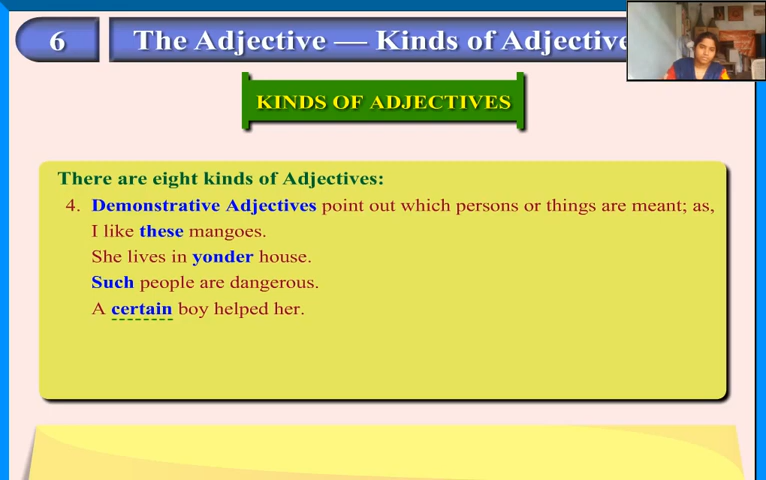 6
The Adjective — Kinds of Adjective
KINDS OF ADJECTIVES
There are eight kinds of Adjectives:
4. Demonstrative Adjectives point out which persons or things are meant; as,
I like these mangoes.
She lives in yonder house.
Such people are dangerous.
A certain boy helped her.